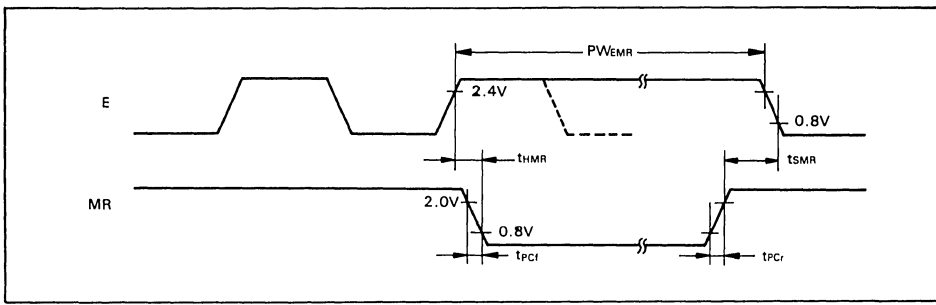 PWEMR
E
2.4V
0.8V
tHMR
tSMR
MR
2.0V
0.8V
tPCf
tPCr